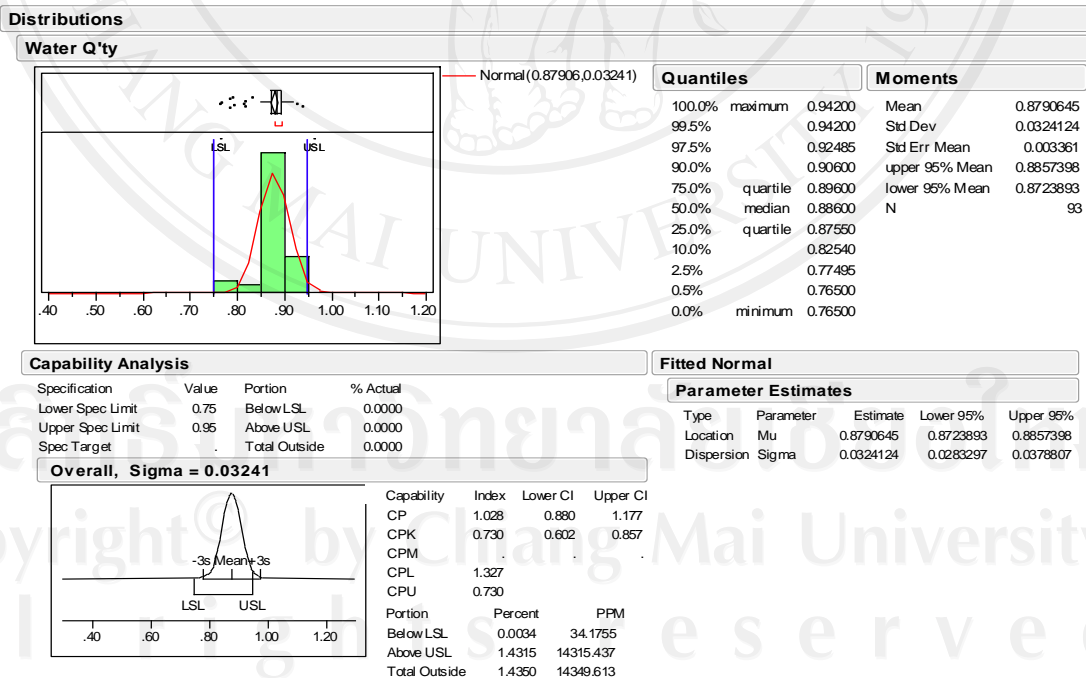 Distributions
Water Q'ty
Normal(0.87906,0.03241)
LSL USL
.40 .50 .60 .70 .80 .90 1.00 1.10 1.20
Quantiles
100.0% maximum 0.94200
99.5% 0.94200
97.5% 0.92485
90.0% 0.90600
75.0% quartile 0.89600
50.0% median 0.88600
25.0% quartile 0.87550
10.0% 0.82540
2.5% 0.77495
0.5% 0.76500
0.0% minimum 0.76500
Moments
Mean 0.8790645
Std Dev 0.0324124
Std Err Mean 0.003361
upper 95% Mean 0.8857398
lower 95% Mean 0.8723893
N 93
Capability Analysis
Specification Value Portion % Actual
Lower Spec Limit 0.75 Below LSL 0.0000
Upper Spec Limit 0.95 Above USL 0.0000
Spec Target . Total Outside 0.0000
Overall, Sigma = 0.03241
-3s Mean +3s
LSL USL
.40 .60 .80 1.00 1.20
Capability Index Lower CI Upper CI
CP 1.028 0.880 1.177
CPK 0.730 0.602 0.857
CPM . . .
CPL 1.327
CPU 0.730
Portion Percent PPM
Below LSL 0.0034 34.1755
Above USL 1.4315 14315.437
Total Outside 1.4350 14349.613
Fitted Normal
Parameter Estimates
Type Parameter Estimate Lower 95% Upper 95%
Location Mu 0.8790645 0.8723893 0.8857398
Dispersion Sigma 0.0324124 0.0283297 0.0378807
MAI UNIVERSITY
by Chiang Mai University
rights reserve